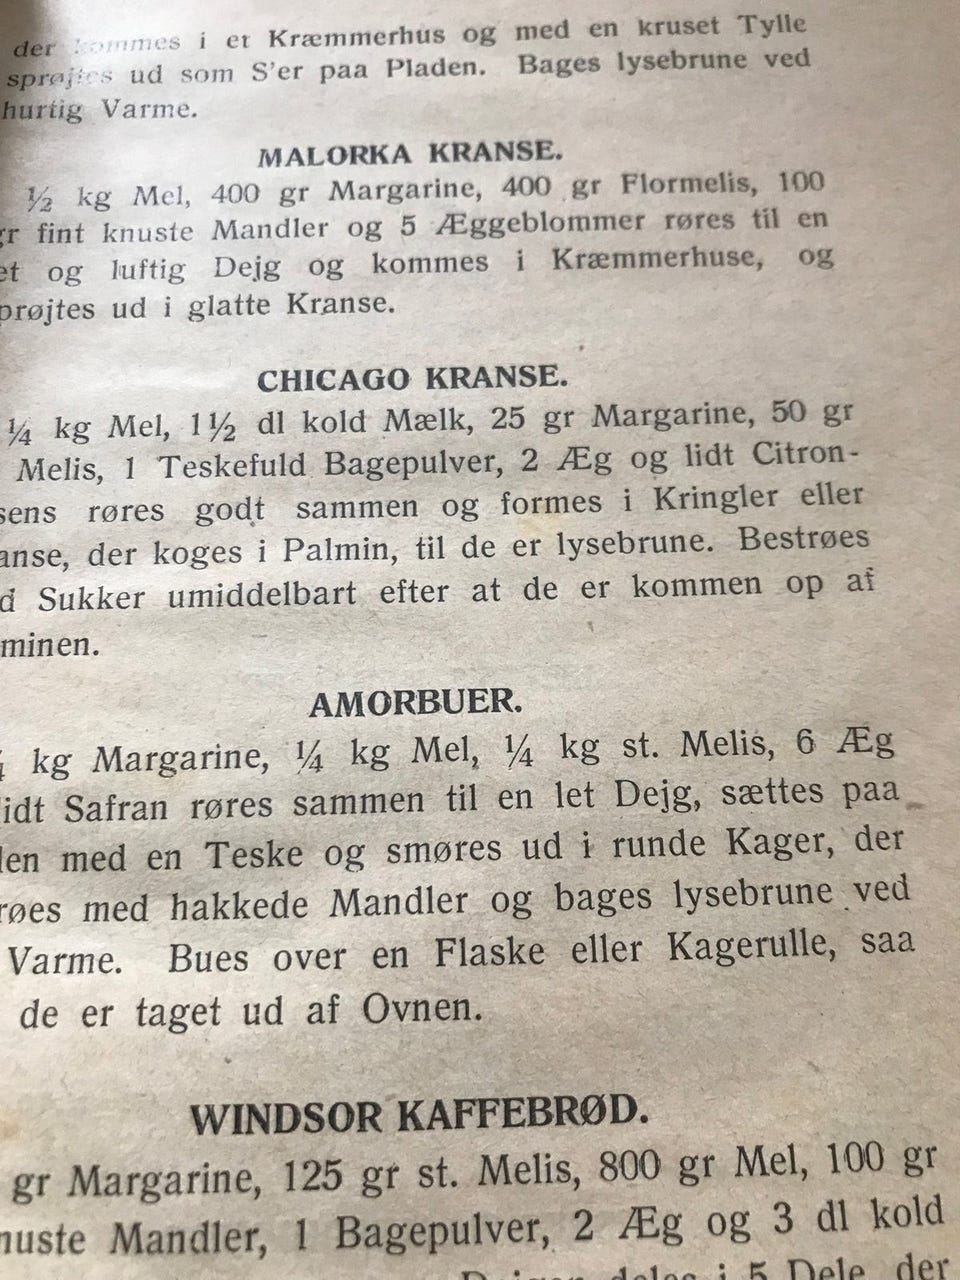 der kommes i et Kræmmerhus og med en kruset Tylle
sprøjtes ud som S'er paa Pladen. Bages lysebrune ved
hurtig Varme.
MALORKA KRANSE.
½ kg Mel, 400 gr Margarine, 400 gr Flormelis, 100
gr fint knuste Mandler og 5 Æggeblommer røres til en
et og luftig Dejg og kommes i Kræmmerhuse, og
prøjtes ud i glatte Kranse.
CHICAGO KRANSE.
¼ kg Mel, 1½ dl kold Mælk, 25 gr Margarine, 50 gr
Melis, 1 Teskefuld Bagepulver, 2 Æg og lidt Citron-
sens røres godt sammen og formes i Kringler eller
anse, der koges i Palmin, til de er lysebrune. Bestrøes
d Sukker umiddelbart efter at de er kommen op af
minen.
AMORBUER.
kg Margarine, ¼ kg Mel, ¼ kg st. Melis, 6 Æg
idt Safran røres sammen til en let Dejg, sættes paa
den med en Teske og smøres ud i runde Kager, der
røes med hakkede Mandler og bages lysebrune ved
Varme. Bues over en Flaske eller Kagerulle, saa
de er taget ud af Ovnen.
WINDSOR KAFFEBRØD.
gr Margarine, 125 gr st. Melis, 800 gr Mel, 100 gr
nuste Mandler, 1 Bagepulver, 2 Æg og 3 dl kold
Dejgen deles i 5 Dele, der